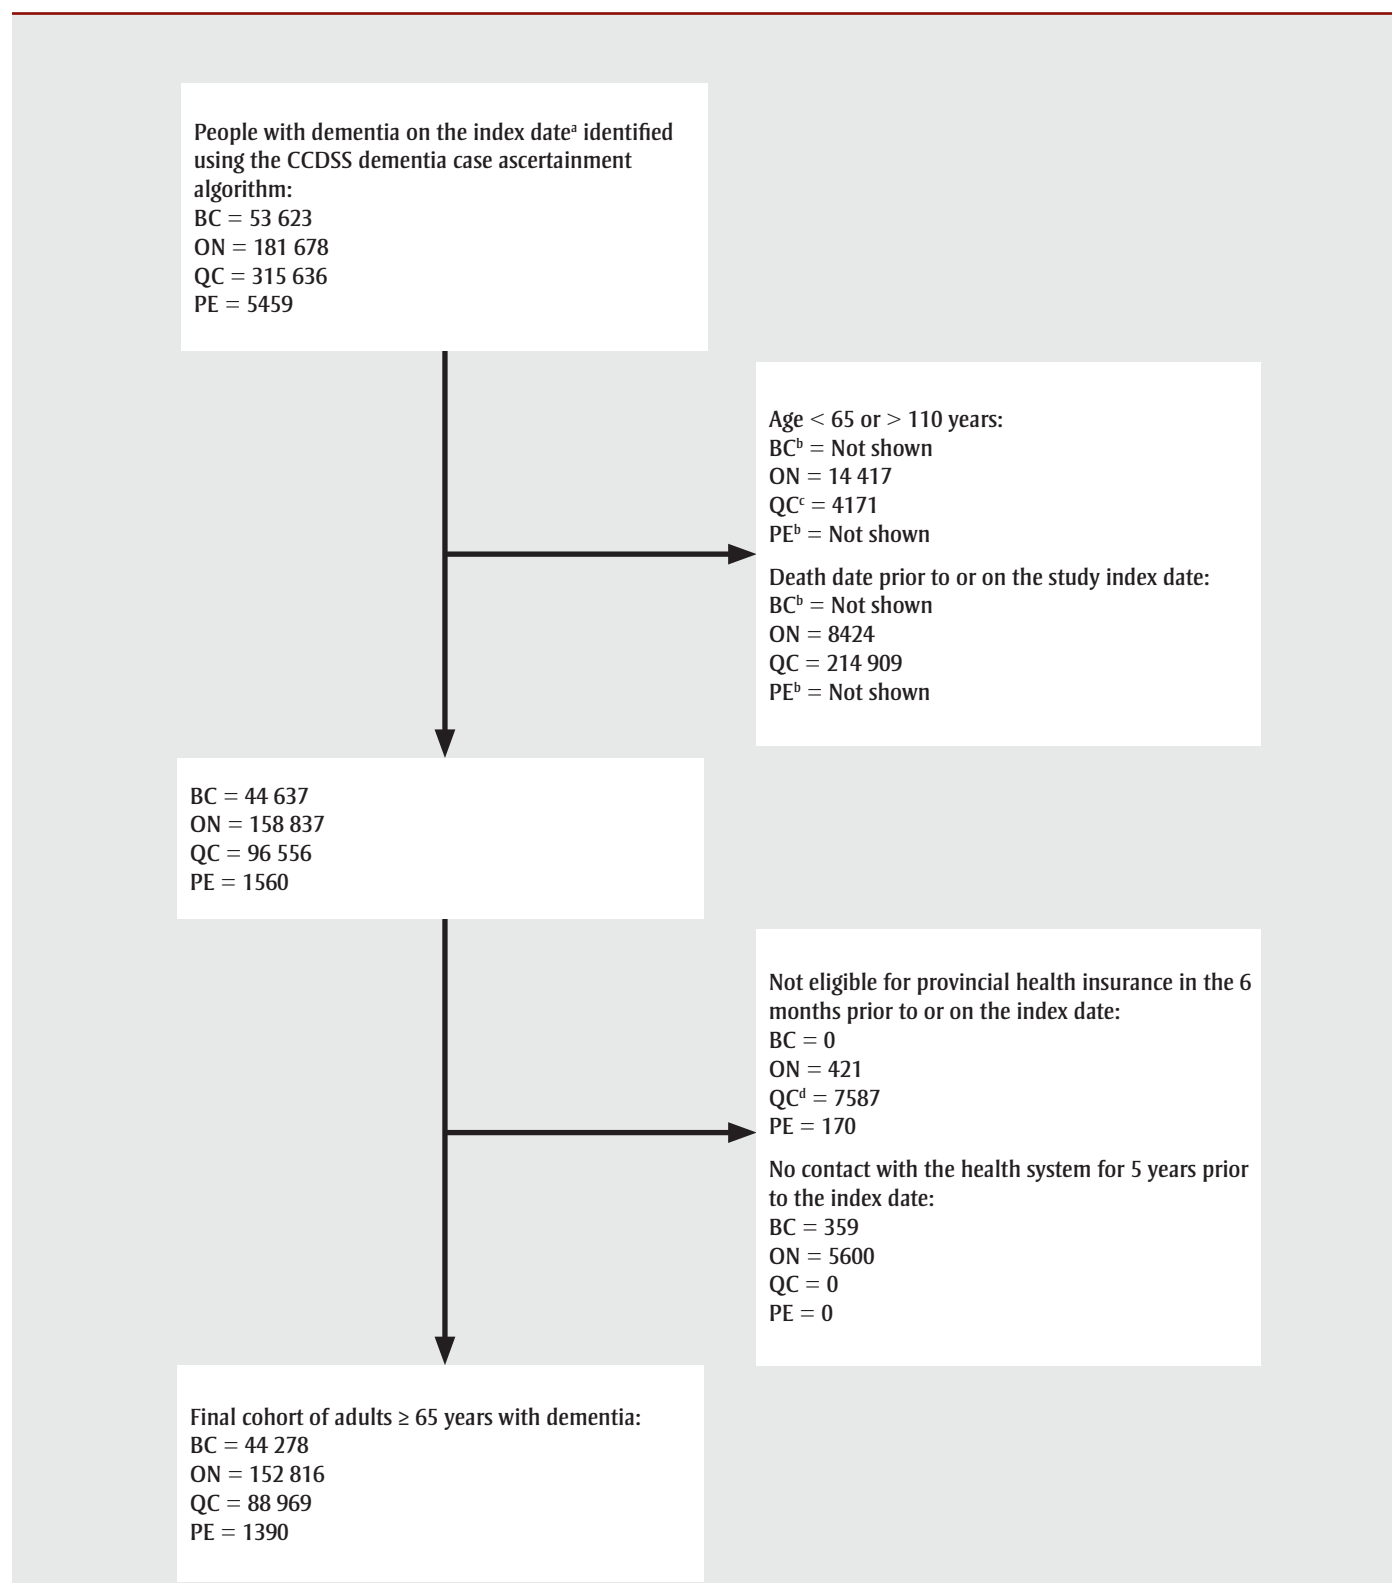 People with dementia on the index dateᵃ identified
using the CCDSS dementia case ascertainment
algorithm:
BC = 53 623
ON = 181 678
QC = 315 636
PE = 5459
Age < 65 or > 110 years:
BCᵇ = Not shown
ON = 14 417
QCᶜ = 4171
PEᵇ = Not shown
Death date prior to or on the study index date:
BCᵇ = Not shown
ON = 8424
QC = 214 909
PEᵇ = Not shown
BC = 44 637
ON = 158 837
QC = 96 556
PE = 1560
Not eligible for provincial health insurance in the 6
months prior to or on the index date:
BC = 0
ON = 421
QCᵈ = 7587
PE = 170
No contact with the health system for 5 years prior
to the index date:
BC = 359
ON = 5600
QC = 0
PE = 0
Final cohort of adults ≥ 65 years with dementia:
BC = 44 278
ON = 152 816
QC = 88 969
PE = 1390